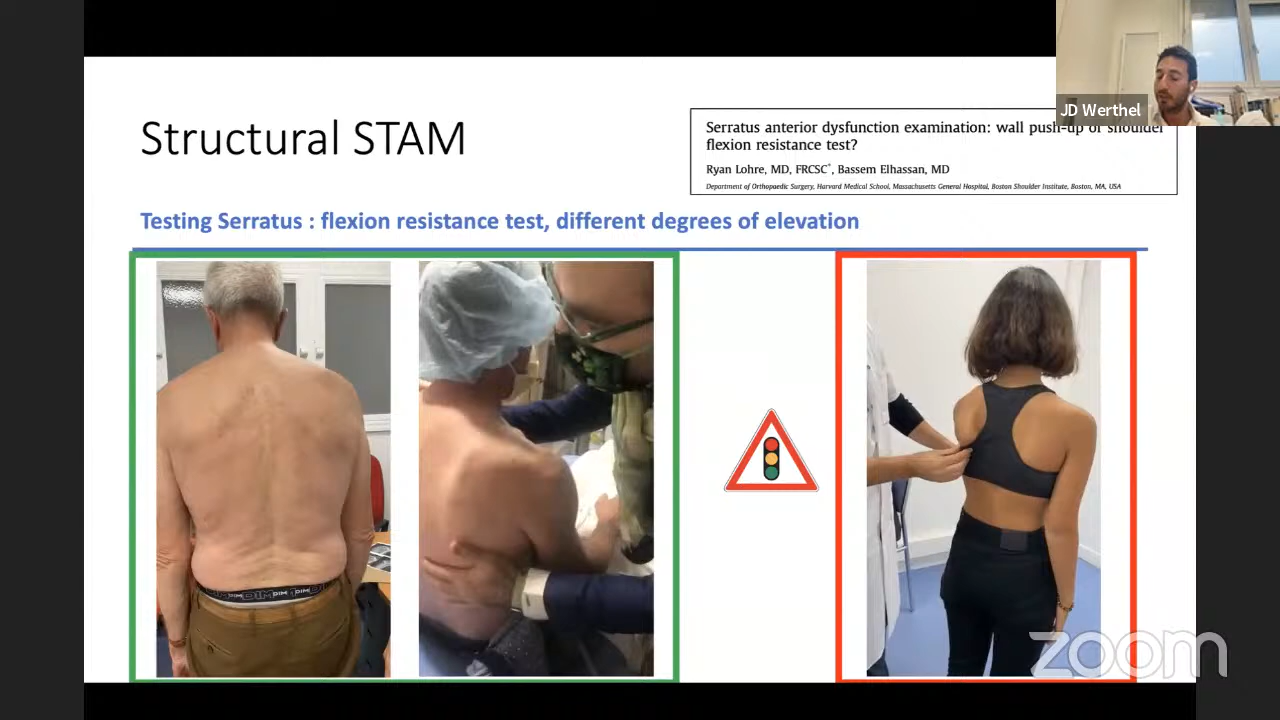 JD Werthel
Structural STAM
Serratus anterior dysfunction examination: wall push-up or shoulder
flexion resistance test?
Ryan Lohre, MD, FRCSC*, Bassem Elhassan, MD
Department of Orthopaedic Surgery, Harvard Medical School, Massachusetts General Hospital, Boston Shoulder Institute, Boston, MA, USA
Testing Serratus : flexion resistance test, different degrees of elevation
DIM DIM
zoom